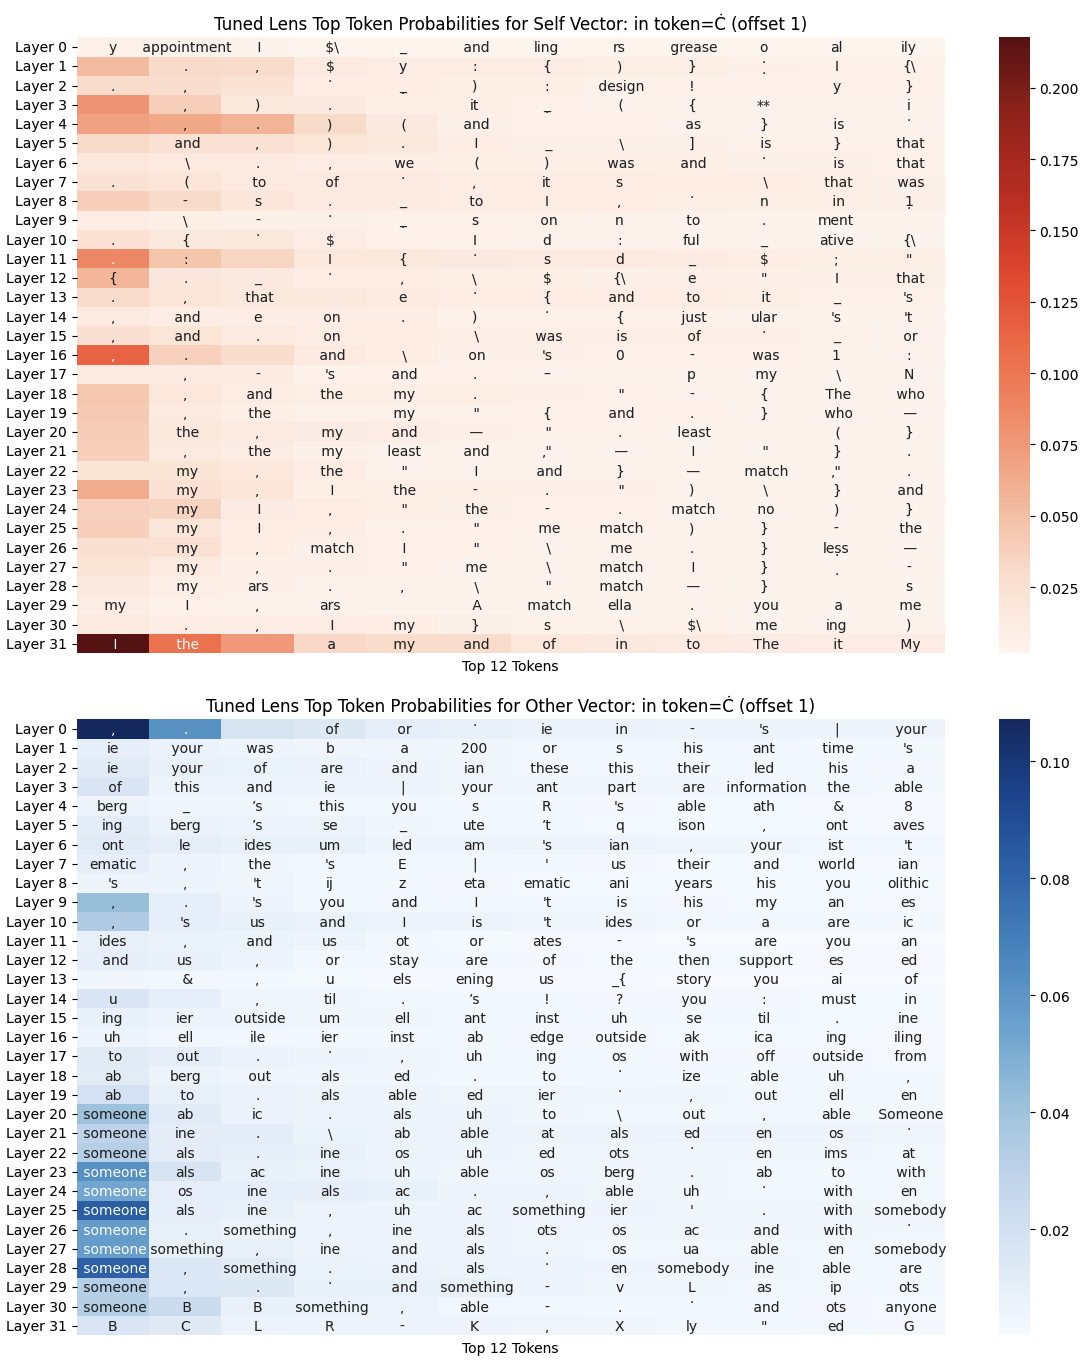 Tuned Lens Top Token Probabilities for Self Vector: in token=Ċ (offset 1)
Layer 0 y appointment I $\ _ and ling rs grease o al ily
Layer 1 . , $ y : { ) } I {\
Layer 2 . , ) : design ! y }
Layer 3 , ) . it _ ( { ** i
Layer 4 , . ) ( and as } is
Layer 5 and , ) . I _ \ ] is } that
Layer 6 \ . , we ( ) was and is that
Layer 7 . ( to of , it s \ that was
Layer 8 - s . _ to I , n in 1
Layer 9 \ - s on n to . ment
Layer 10 . { $ I d : ful _ ative {\
Layer 11 . : I { s d _ $ ; "
Layer 12 { . _ , \ $ {\ e " I that
Layer 13 . , that e { and to it _ 's
Layer 14 , and e on . ) { just ular 's 't
Layer 15 , and . on \ was is of _ or
Layer 16 , . and \ on 's 0 - was 1 :
Layer 17 , - 's and . – p my \ N
Layer 18 , and the my . " - { The who
Layer 19 , the my " { and . } who —
Layer 20 the , my and — " . least ( }
Layer 21 , the my least and ," — I " } .
Layer 22 my , the " I and } — match ," .
Layer 23 my , I the - . " ) \ } and
Layer 24 my I , " the - . match no ) }
Layer 25 my I , . " me match ) } - the
Layer 26 my , match I " \ me . } less —
Layer 27 my , . " me \ match I } -
Layer 28 my ars . , \ " match — } s
Layer 29 my I , ars A match ella . you a me
Layer 30 . , I my } s \ $\ me ing )
Layer 31 I the a my and of in to The it My
Top 12 Tokens
0.200
0.175
0.150
0.125
0.100
0.075
0.050
0.025
Tuned Lens Top Token Probabilities for Other Vector: in token=Ċ (offset 1)
Layer 0 , . of or ie in - 's | your
Layer 1 ie your was b a 200 or s his ant time 's
Layer 2 ie your of are and ian these this their led his a
Layer 3 of this and ie | your ant part are information the able
Layer 4 berg _ ’s this you s R 's able ath & 8
Layer 5 ing berg ’s se _ ute ’t q ison , ont aves
Layer 6 ont le ides um led am 's ian , your ist 't
Layer 7 ematic , the 's E | ' us their and world ian
Layer 8 's , 't ij z eta ematic ani years his you olithic
Layer 9 , . 's you and I 't is his my an es
Layer 10 , 's us and I is 't ides or a are ic
Layer 11 ides , and us ot or ates - 's are you an
Layer 12 and us , or stay are of the then support es ed
Layer 13 & , u els ening us _{ story you ai of
Layer 14 u , til . ’s ! ? you : must in
Layer 15 ing ier outside um ell ant inst uh se til . ine
Layer 16 uh ell ile ier inst ab edge outside ak ica ing iling
Layer 17 to out . , uh ing os with off outside from
Layer 18 ab berg out als ed . to ize able uh ,
Layer 19 ab to . als able ed ier , out ell en
Layer 20 someone ab ic . als uh to \ out , able Someone
Layer 21 someone ine . \ ab able at als ed en os
Layer 22 someone als . ine os uh ed ots en ims at
Layer 23 someone als ac ine uh able os berg . ab to with
Layer 24 someone os ine als ac . , able uh with en
Layer 25 someone als ine , uh ac something ier ' . with somebody
Layer 26 someone . something , ine als ots os ac and with
Layer 27 someone something , ine and als . os ua able en somebody
Layer 28 someone , something . and als en somebody ine able are
Layer 29 someone , . and something - v L as ip ots
Layer 30 someone B B something , able - . and ots anyone
Layer 31 B C L R - K , X ly " ed G
Top 12 Tokens
0.10
0.08
0.06
0.04
0.02